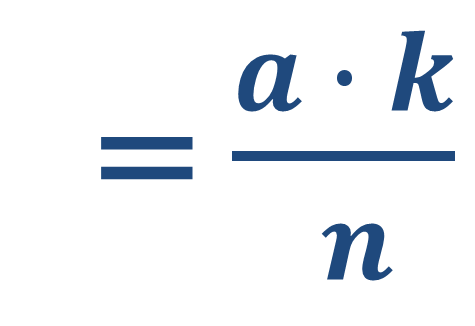 = a · k
n